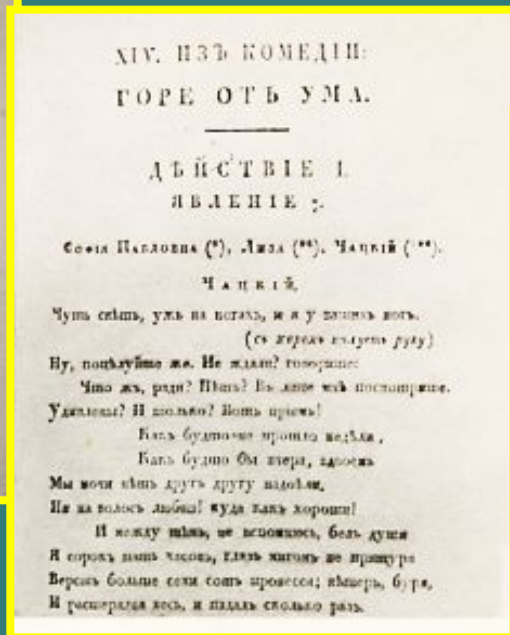 XIV. ИЗЪ КОМЕДІИ:
ГОРЕ ОТЪ УМА.
ДѢЙСТВІЕ I.
ЯВЛЕНІЕ 7.
Софія Павловна (*), Лиза (**), Чацкій (***).
Чацкій.
Чуть свѣтъ, ужъ на ногахъ, и я у вашихъ ногъ.
(съ жаромъ цѣлуетъ руку)
Ну, поцѣлуйте же. Не ждали? говорите:
Что жъ, рады? Нѣтъ? Въ лице мнѣ посмотрите.
Удивлены? И только? Вотъ пріемъ!
Какъ будто не прошло недѣли,
Какъ будто бы вчера, вдвоемъ
Мы мочи нѣтъ другъ другу надоѣли,
Ни на волосъ любви! куда какъ хороши!
И между тѣмъ, не вспомнюсь, безъ души
Я сорокъ пять часовъ, глазъ мигомъ не прищуря
Верстъ больше семи сотъ пронесся; вѣтеръ, буря,
И растерялся весь, и падалъ сколько разъ.